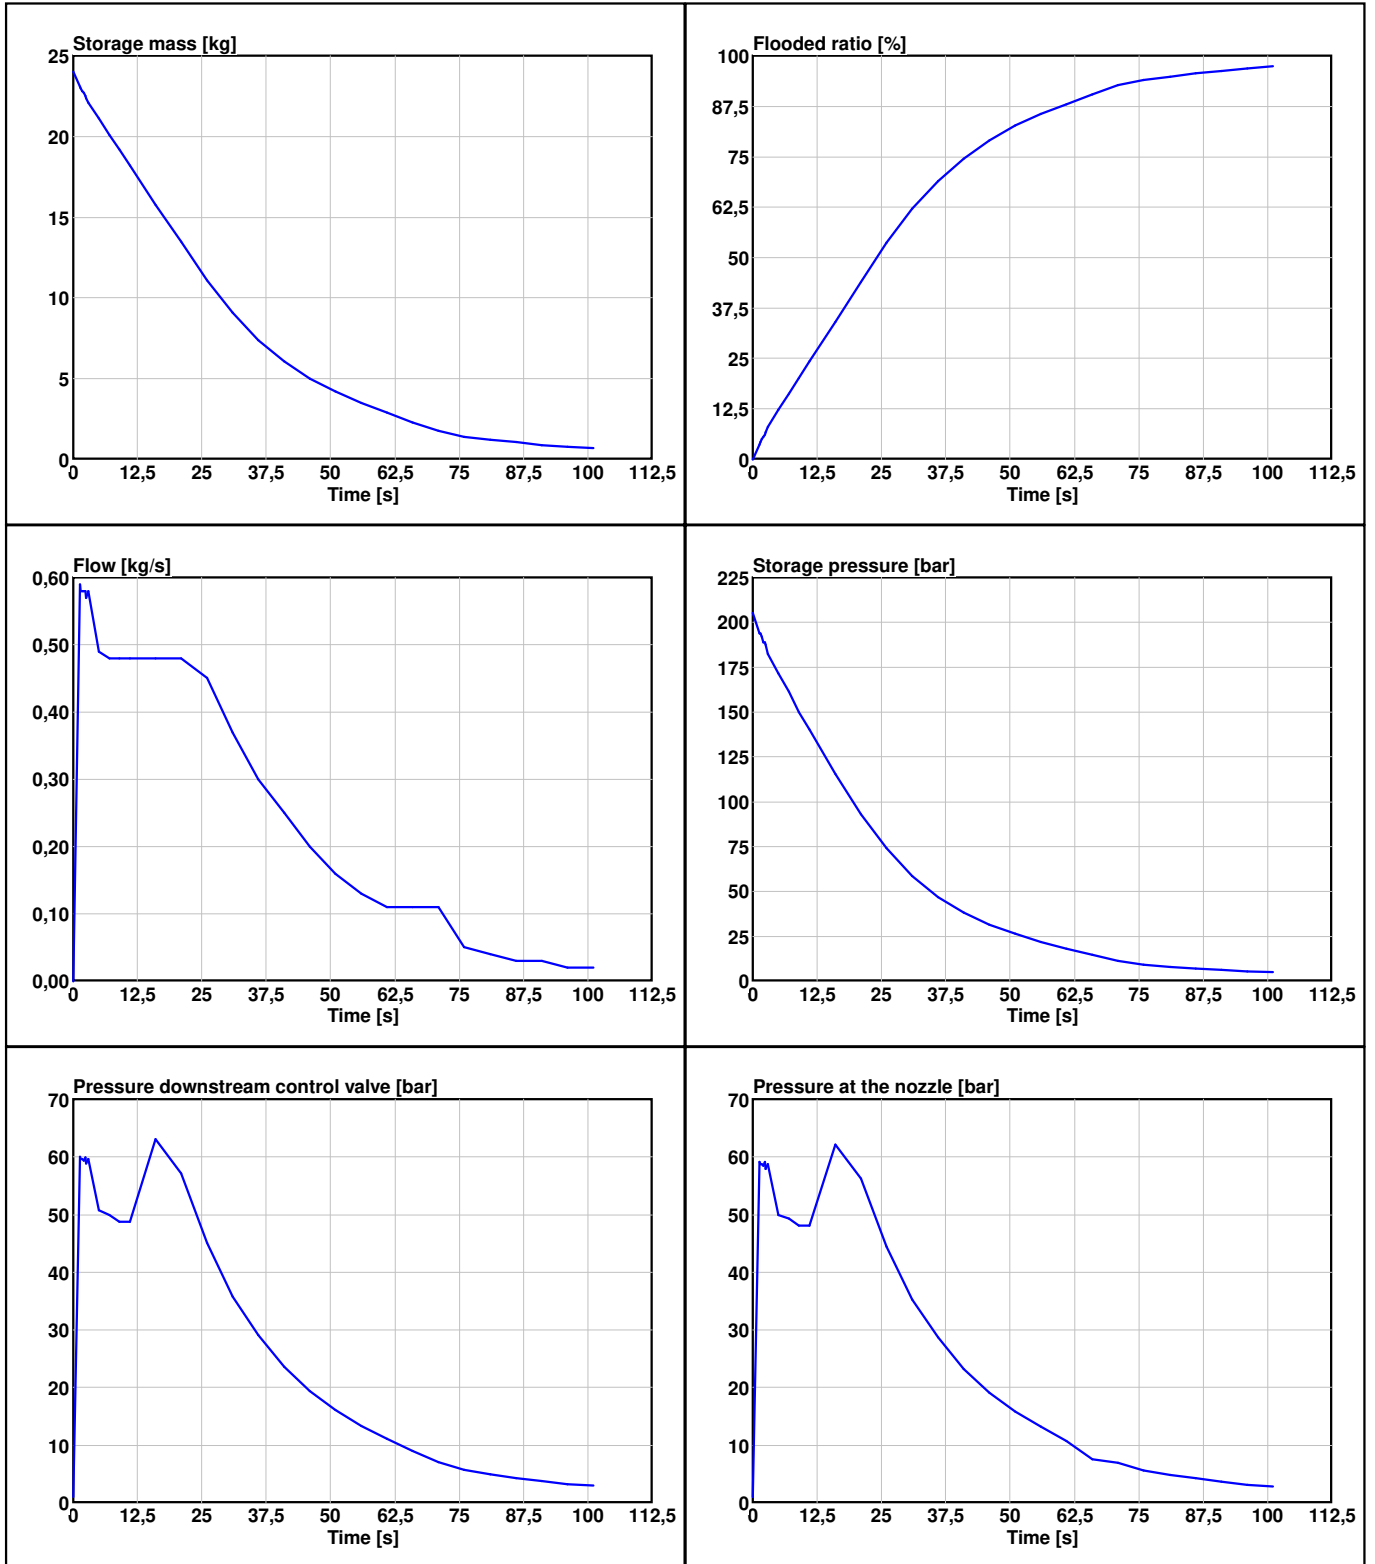 Storage mass [kg]
25
20
15
10
5
0
0 12,5 25 37,5 50 62,5 75 87,5 100 112,5
Time [s]
Flooded ratio [%]
100
87,5
75
62,5
50
37,5
25
12,5
0
0 12,5 25 37,5 50 62,5 75 87,5 100 112,5
Time [s]
Flow [kg/s]
0,60
0,50
0,40
0,30
0,20
0,10
0,00
0 12,5 25 37,5 50 62,5 75 87,5 100 112,5
Time [s]
Storage pressure [bar]
225
200
175
150
125
100
75
50
25
0
0 12,5 25 37,5 50 62,5 75 87,5 100 112,5
Time [s]
Pressure downstream control valve [bar]
70
60
50
40
30
20
10
0
0 12,5 25 37,5 50 62,5 75 87,5 100 112,5
Time [s]
Pressure at the nozzle [bar]
70
60
50
40
30
20
10
0
0 12,5 25 37,5 50 62,5 75 87,5 100 112,5
Time [s]